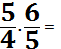 5/4 . 6/5 =